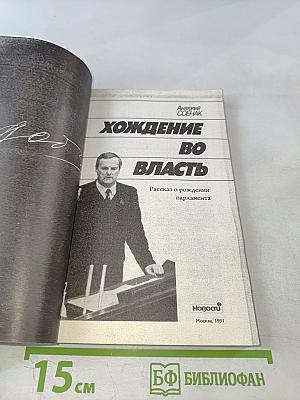 Анатолий
СОБЧАК
ХОЖДЕНИЕ
ВО
ВЛАСТЬ
Рассказ о рождении
парламента
Новости
Москва, 1991
15 см
БФ БИБЛИОФАН